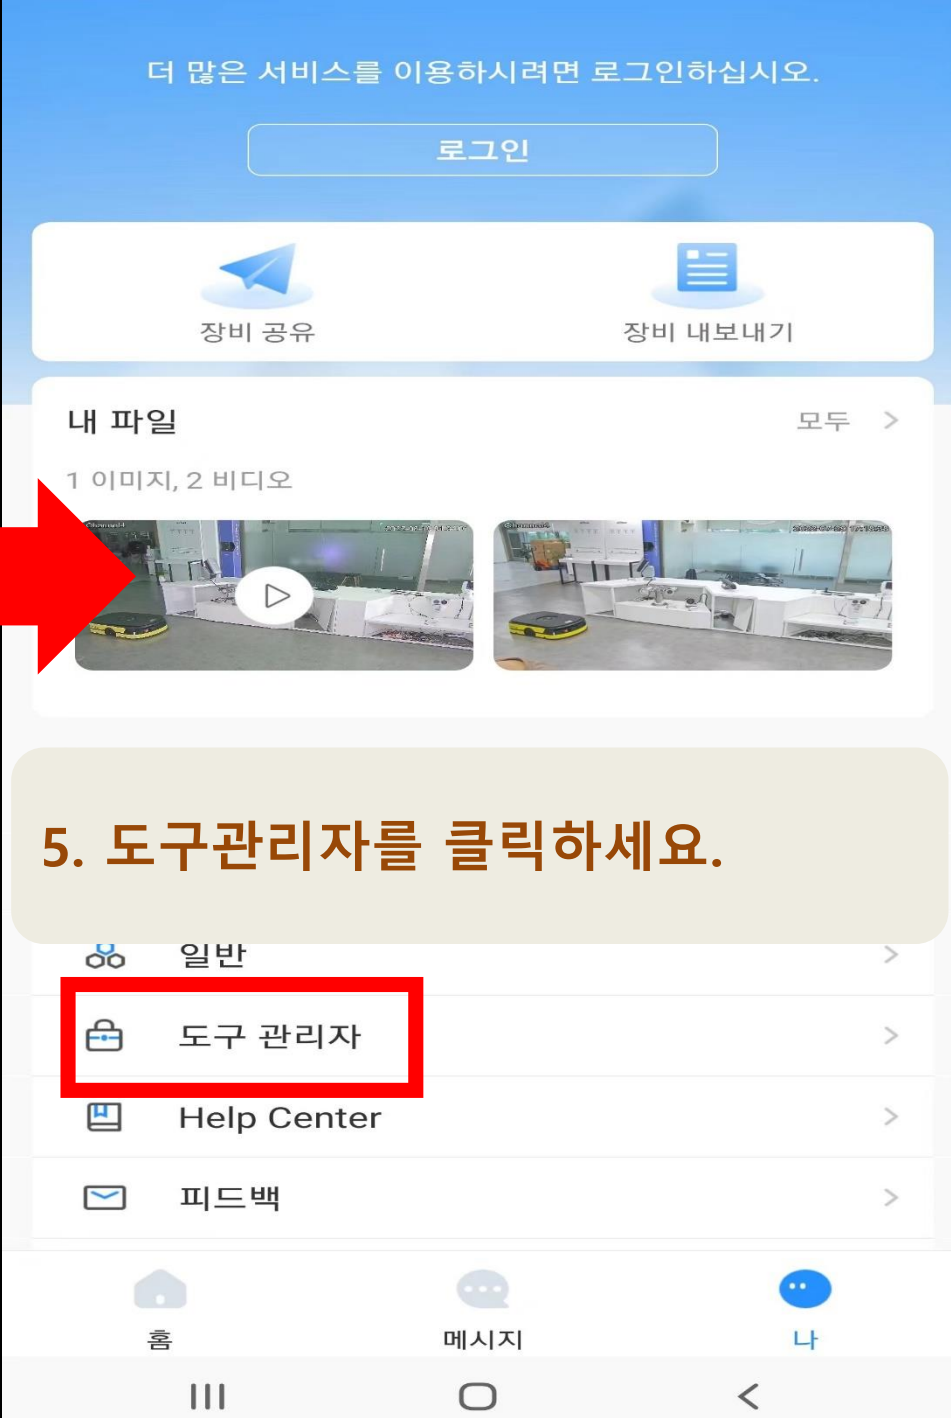 더 많은 서비스를 이용하시려면 로그인하십시오.
로그인
장비 공유
장비 내보내기
내 파일
모두
1 이미지, 2 비디오
5. 도구관리자를 클릭하세요.
일반
도구 관리자
Help Center
피드백
홈
메시지
나